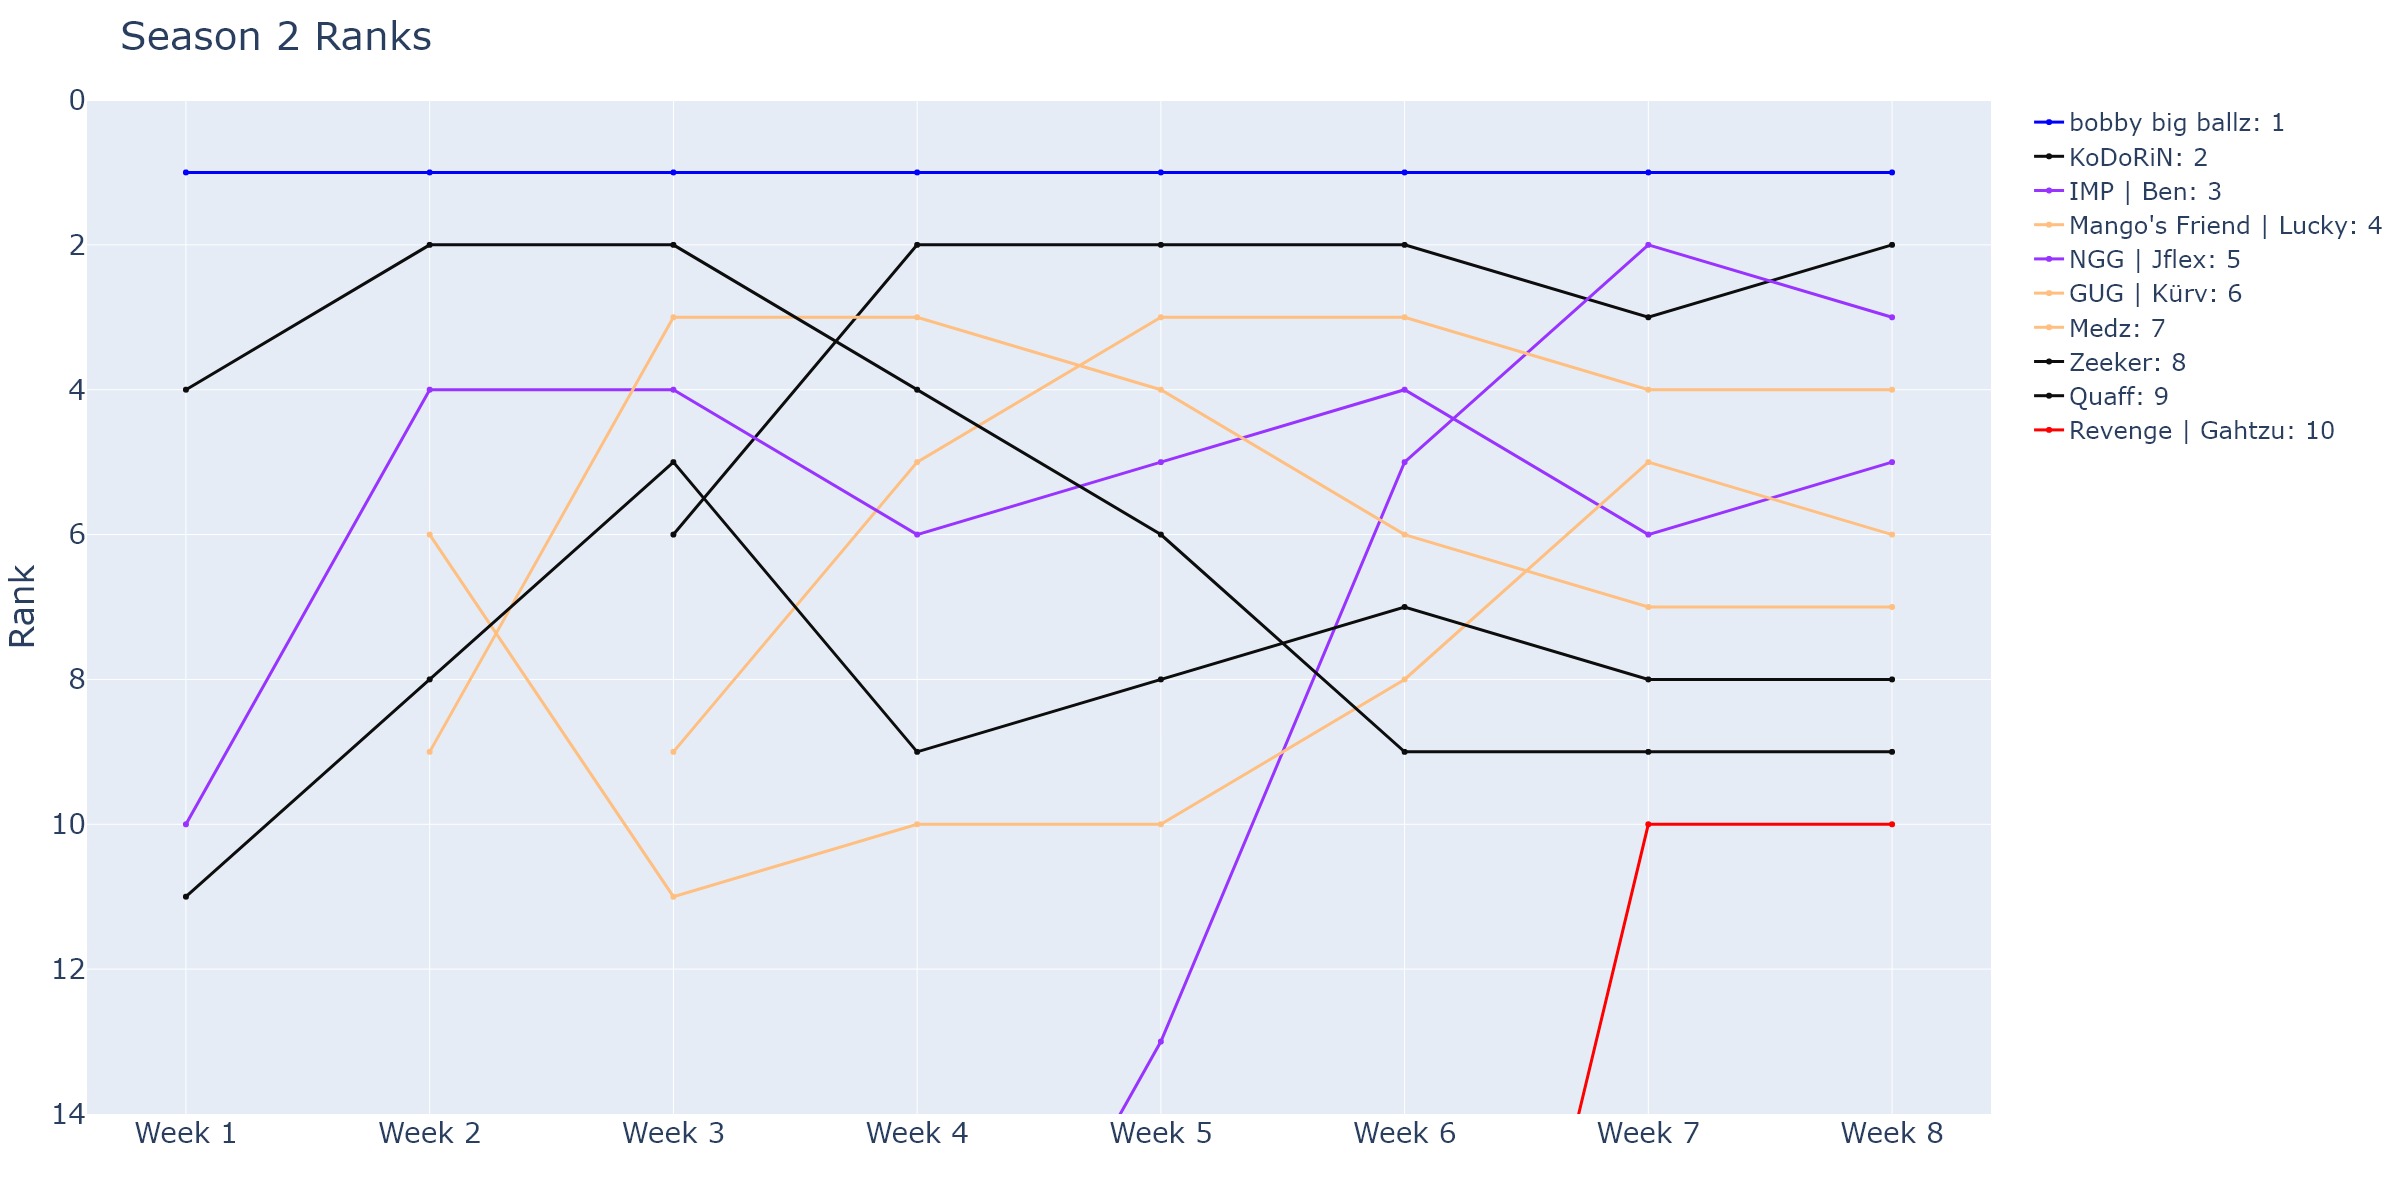 Season 2 Ranks
0
2
4
6
8
10
12
14
Rank
Week 1
Week 2
Week 3
Week 4
Week 5
Week 6
Week 7
Week 8
bobby big ballz: 1
KoDoRiN: 2
IMP | Ben: 3
Mango's Friend | Lucky: 4
NGG | Jflex: 5
GUG | Kürv: 6
Medz: 7
Zeeker: 8
Quaff: 9
Revenge | Gahtzu: 10